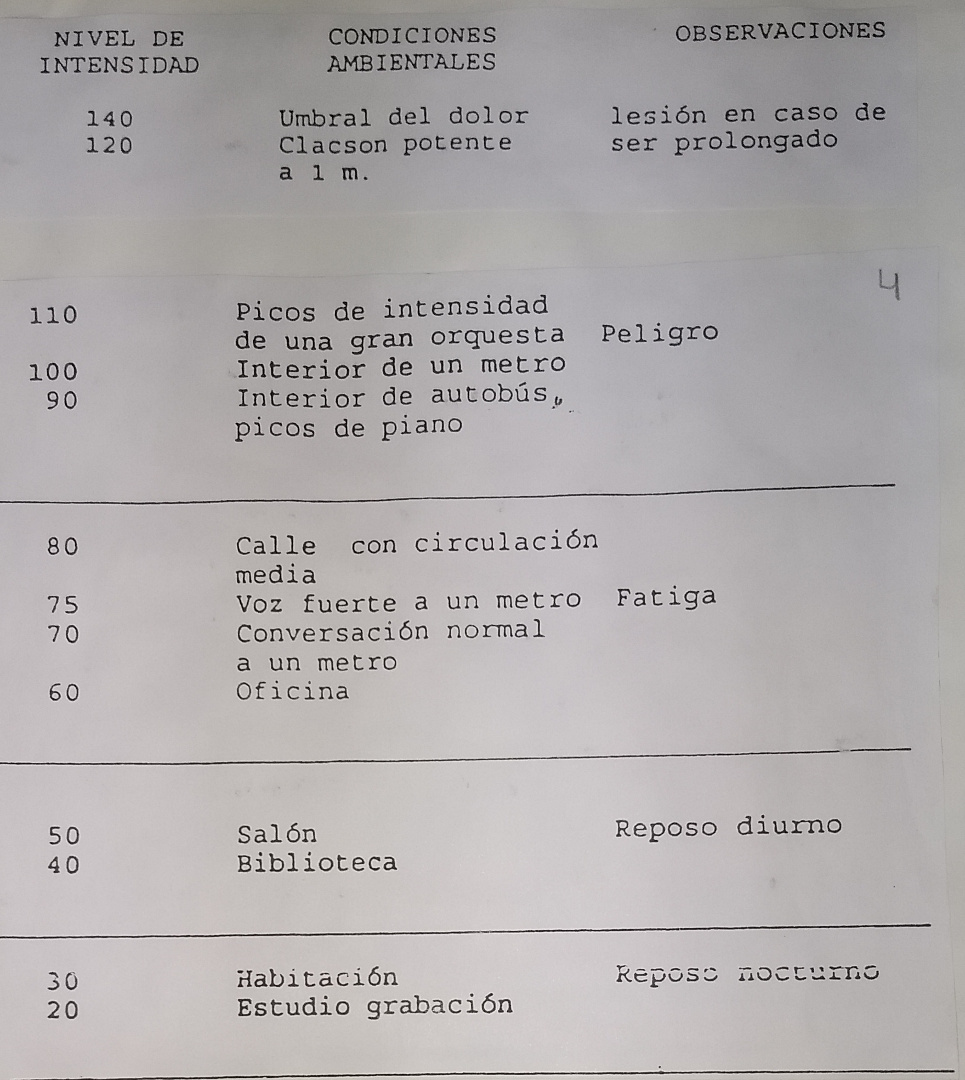 NIVEL DE CONDICIONES OBSERVACIONES
INTENSIDAD AMBIENTALES
140 Umbral del dolor lesión en caso de
120 Clacson potente ser prolongado
a 1 m.
4
110 Picos de intensidad
de una gran orquesta Peligro
100 Interior de un metro
90 Interior de autobús,
picos de piano
80 Calle con circulación
media
75 Voz fuerte a un metro Fatiga
70 Conversación normal
a un metro
60 Oficina
50 Salón Reposo diurno
40 Biblioteca
30 Habitación Reposo nocturno
20 Estudio grabación